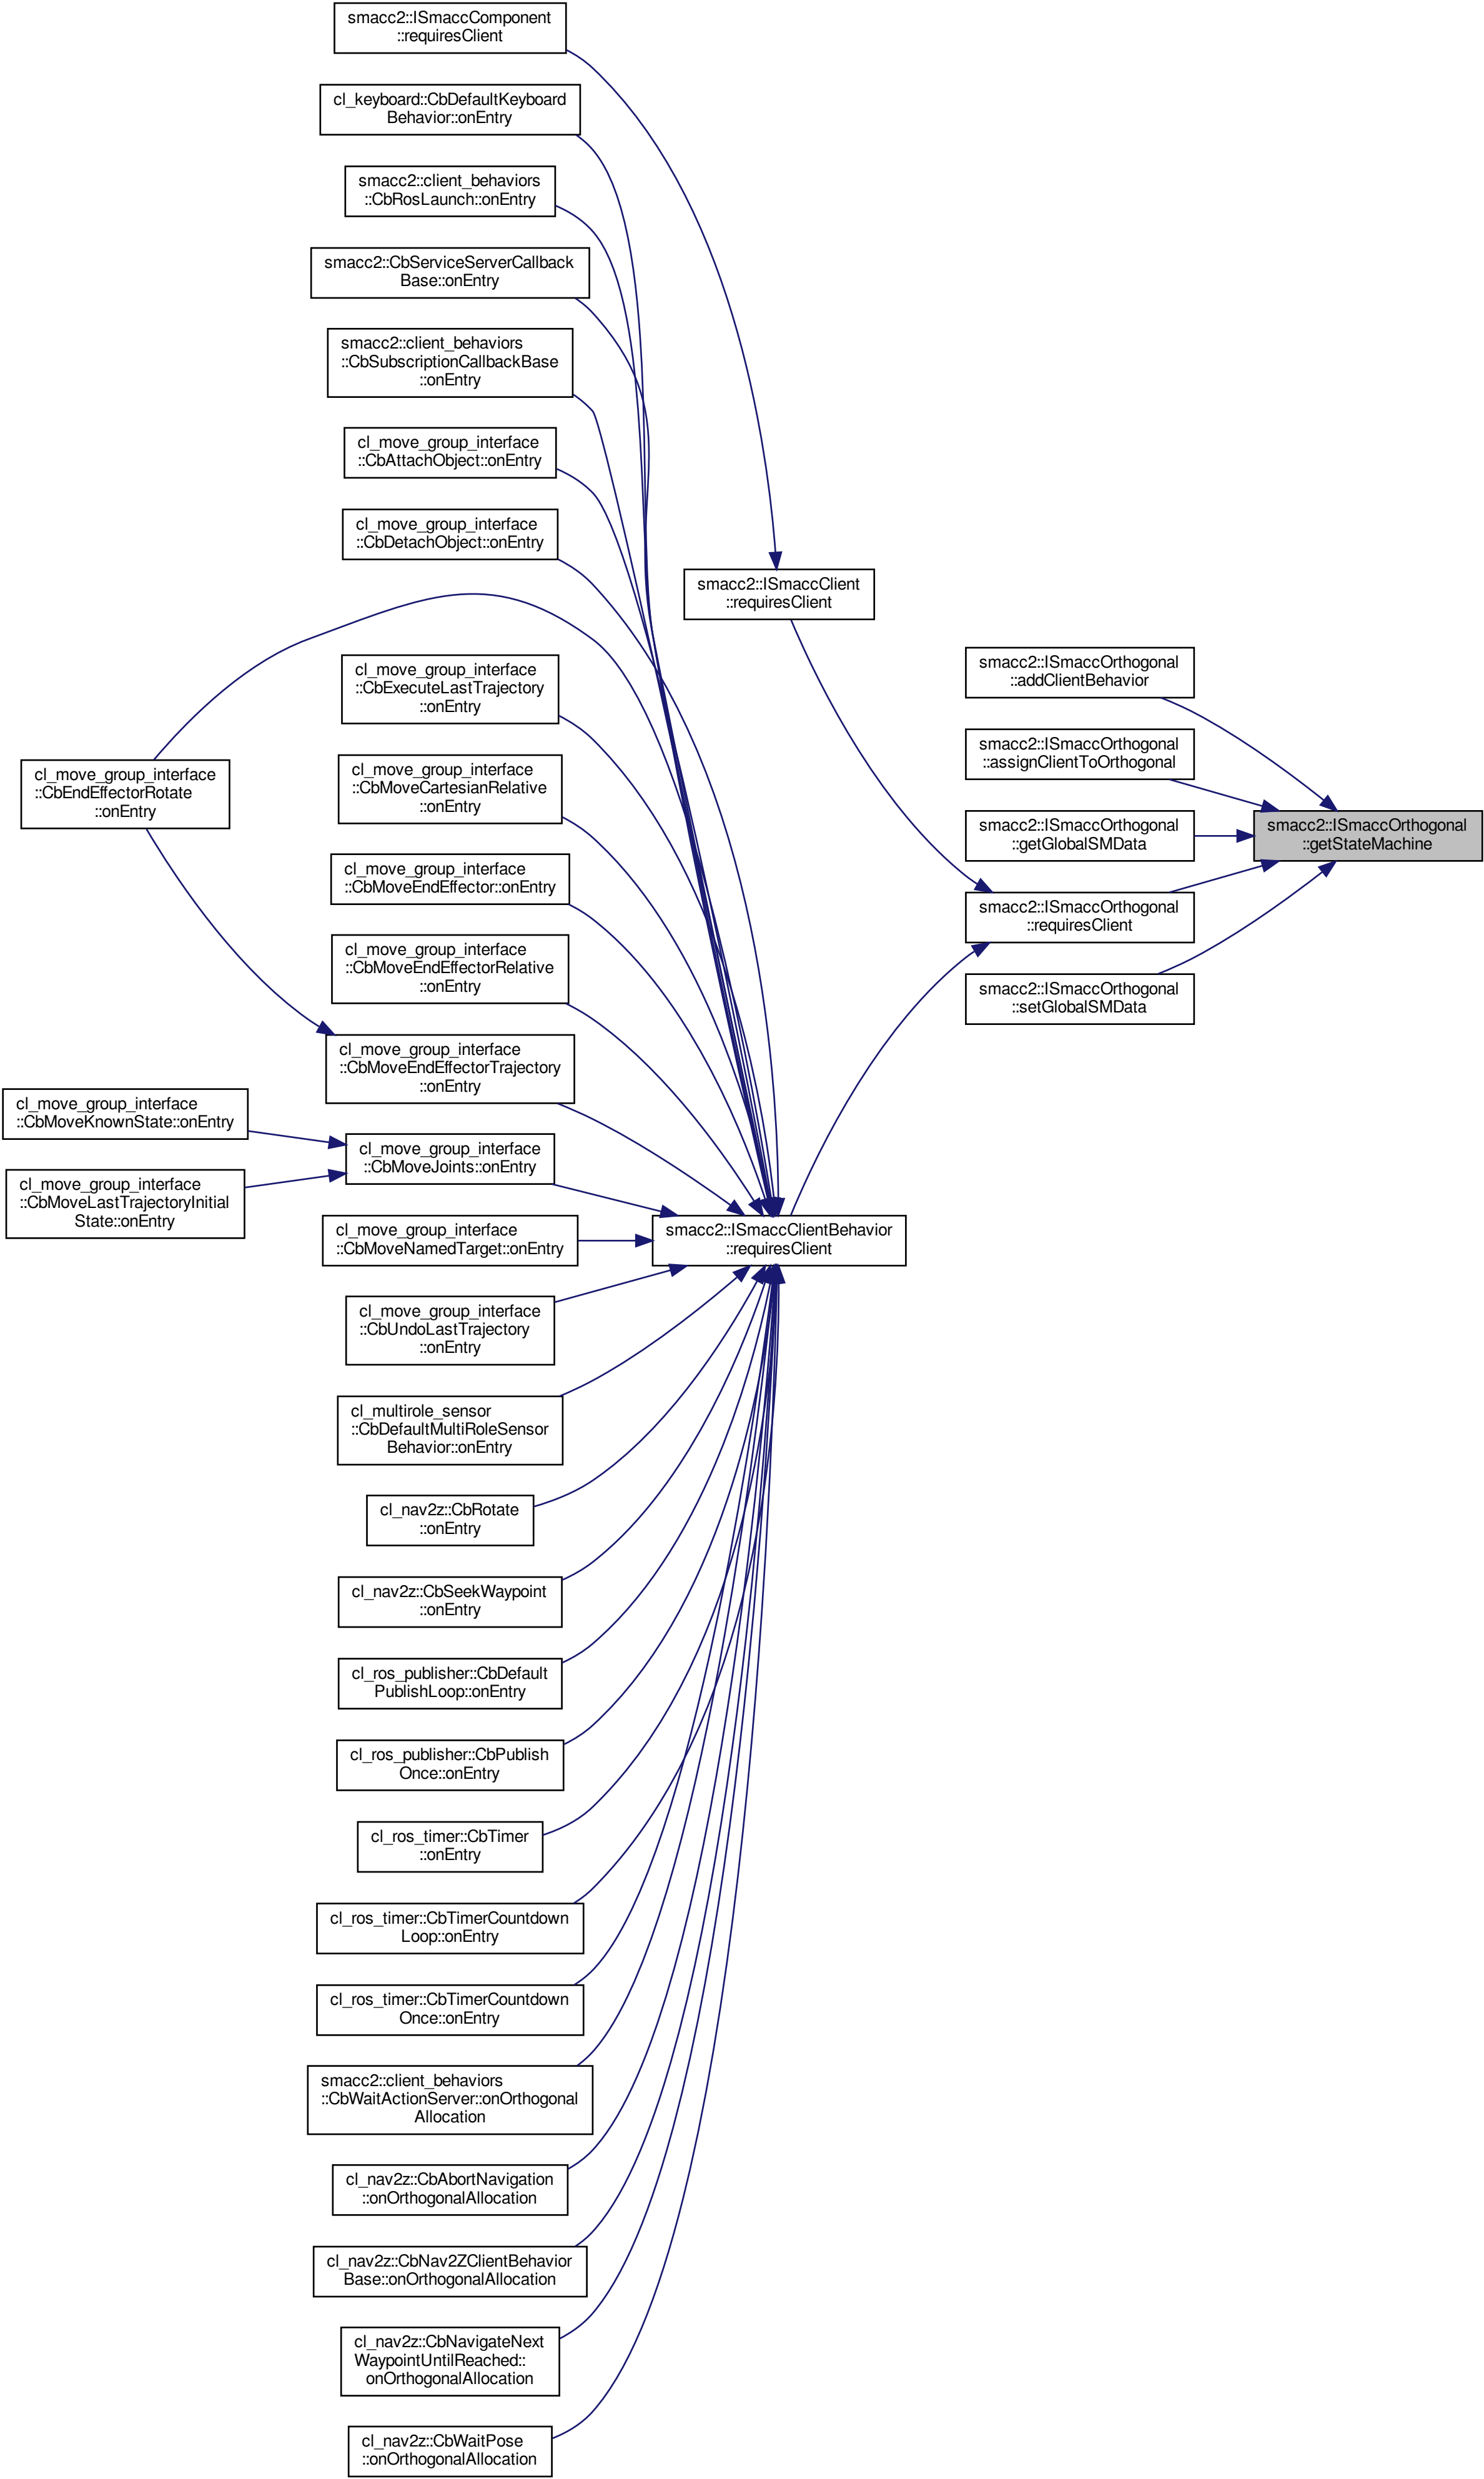 smacc2::ISmaccComponent
::requiresClient
cl_keyboard::CbDefaultKeyboard
Behavior::onEntry
smacc2::client_behaviors
::CbRosLaunch::onEntry
smacc2::CbServiceServerCallback
Base::onEntry
smacc2::client_behaviors
::CbSubscriptionCallbackBase
::onEntry
cl_move_group_interface
::CbAttachObject::onEntry
cl_move_group_interface
::CbDetachObject::onEntry
smacc2::ISmaccClient
::requiresClient
smacc2::ISmaccOrthogonal
::addClientBehavior
cl_move_group_interface
::CbExecuteLastTrajectory
::onEntry
smacc2::ISmaccOrthogonal
::assignClientToOrthogonal
cl_move_group_interface
::CbEndEffectorRotate
::onEntry
cl_move_group_interface
::CbMoveCartesianRelative
::onEntry
smacc2::ISmaccOrthogonal
::getGlobalSMData
smacc2::ISmaccOrthogonal
::getStateMachine
cl_move_group_interface
::CbMoveEndEffector::onEntry
smacc2::ISmaccOrthogonal
::requiresClient
cl_move_group_interface
::CbMoveEndEffectorRelative
::onEntry
smacc2::ISmaccOrthogonal
::setGlobalSMData
cl_move_group_interface
::CbMoveEndEffectorTrajectory
::onEntry
cl_move_group_interface
::CbMoveKnownState::onEntry
cl_move_group_interface
::CbMoveJoints::onEntry
cl_move_group_interface
::CbMoveLastTrajectoryInitial
State::onEntry
cl_move_group_interface
::CbMoveNamedTarget::onEntry
smacc2::ISmaccClientBehavior
::requiresClient
cl_move_group_interface
::CbUndoLastTrajectory
::onEntry
cl_multirole_sensor
::CbDefaultMultiRoleSensor
Behavior::onEntry
cl_nav2z::CbRotate
::onEntry
cl_nav2z::CbSeekWaypoint
::onEntry
cl_ros_publisher::CbDefault
PublishLoop::onEntry
cl_ros_publisher::CbPublish
Once::onEntry
cl_ros_timer::CbTimer
::onEntry
cl_ros_timer::CbTimerCountdown
Loop::onEntry
cl_ros_timer::CbTimerCountdown
Once::onEntry
smacc2::client_behaviors
::CbWaitActionServer::onOrthogonal
Allocation
cl_nav2z::CbAbortNavigation
::onOrthogonalAllocation
cl_nav2z::CbNav2ZClientBehavior
Base::onOrthogonalAllocation
cl_nav2z::CbNavigateNext
WaypointUntilReached::
onOrthogonalAllocation
cl_nav2z::CbWaitPose
::onOrthogonalAllocation